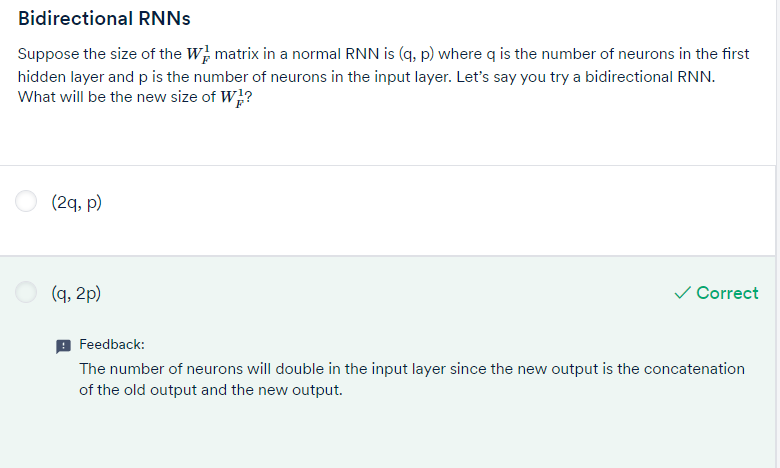 Bidirectional RNNs
Suppose the size of the W_F^1 matrix in a normal RNN is (q, p) where q is the number of neurons in the first
hidden layer and p is the number of neurons in the input layer. Let’s say you try a bidirectional RNN.
What will be the new size of W_F^1?
(2q, p)
(q, 2p)
✓ Correct
Feedback:
The number of neurons will double in the input layer since the new output is the concatenation
of the old output and the new output.